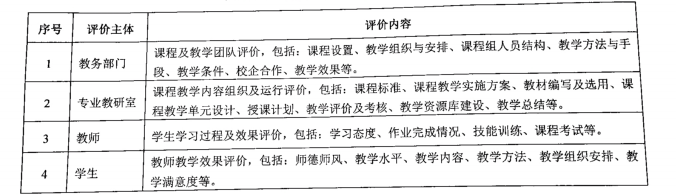 序号 评价主体 评价内容
1 教务部门 课程及教学团队评价，包括：课程设置、教学组织与安排、课程组人员结构、教学方法与手
段、教学条件、校企合作、教学效果等。
2 专业教研室 课程教学内容组织及运行评价，包括：课程标准、课程教学实施方案、教材编写及选用、课
程教学单元设计、授课计划、教学评价及考核、教学资源库建设、教学总结等。
3 教师 学生学习过程及效果评价，包括：学习态度、作业完成情况、技能训练、课程考试等。
4 学生 教师教学效果评价，包括：师德师风、教学水平、教学内容、教学方法、教学组织安排、教
学满意度等。